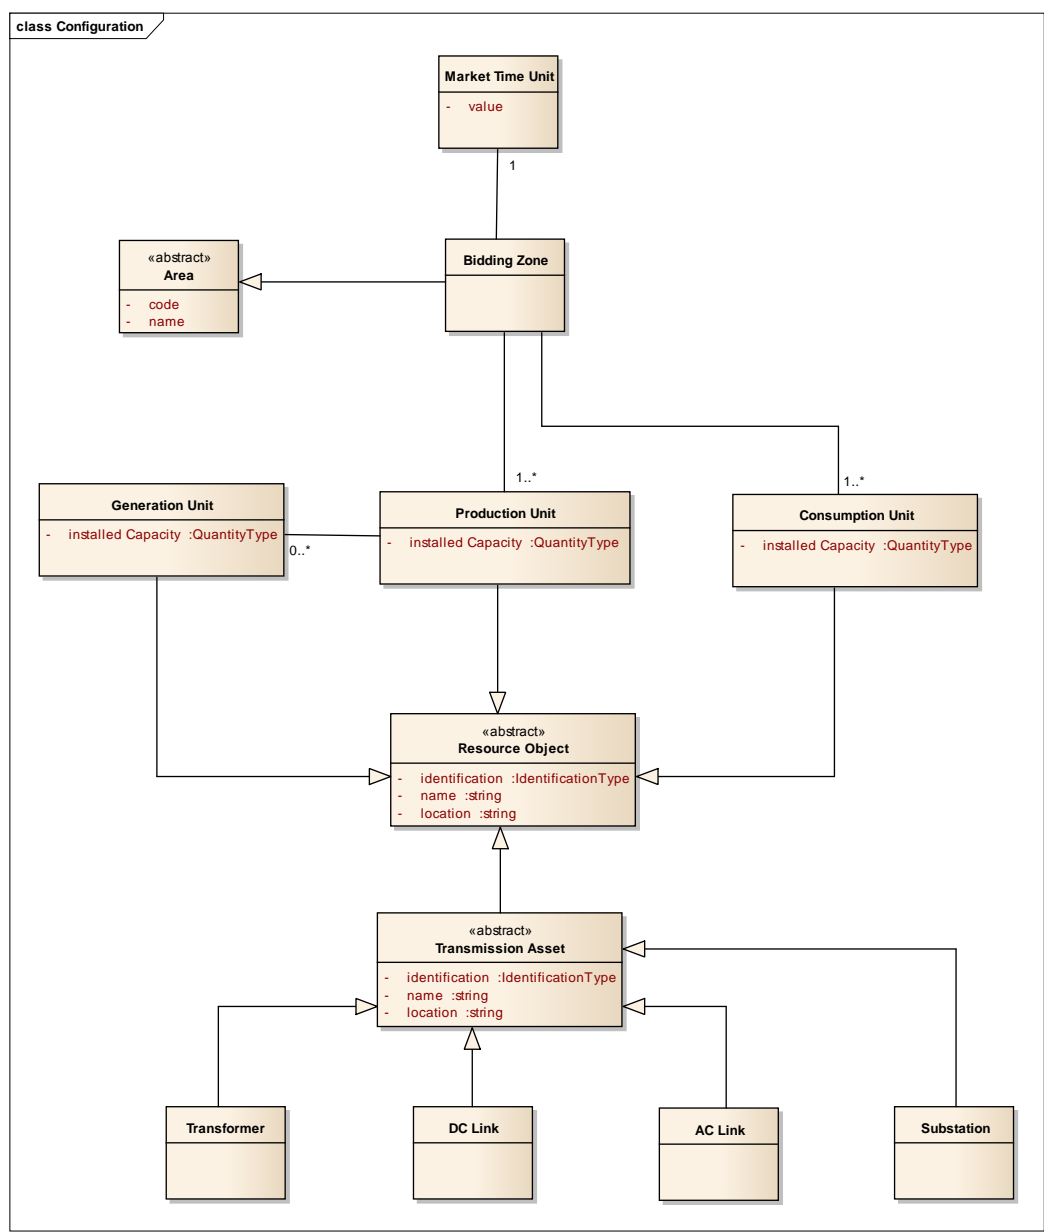 class Configuration
Market Time Unit
- value
1
«abstract»
Area
- code
- name
Bidding Zone
1..*
1..*
Generation Unit
- installed Capacity :QuantityType
0..*
Production Unit
- installed Capacity :QuantityType
Consumption Unit
- installed Capacity :QuantityType
«abstract»
Resource Object
- identification :IdentificationType
- name :string
- location :string
«abstract»
Transmission Asset
- identification :IdentificationType
- name :string
- location :string
Transformer
DC Link
AC Link
Substation